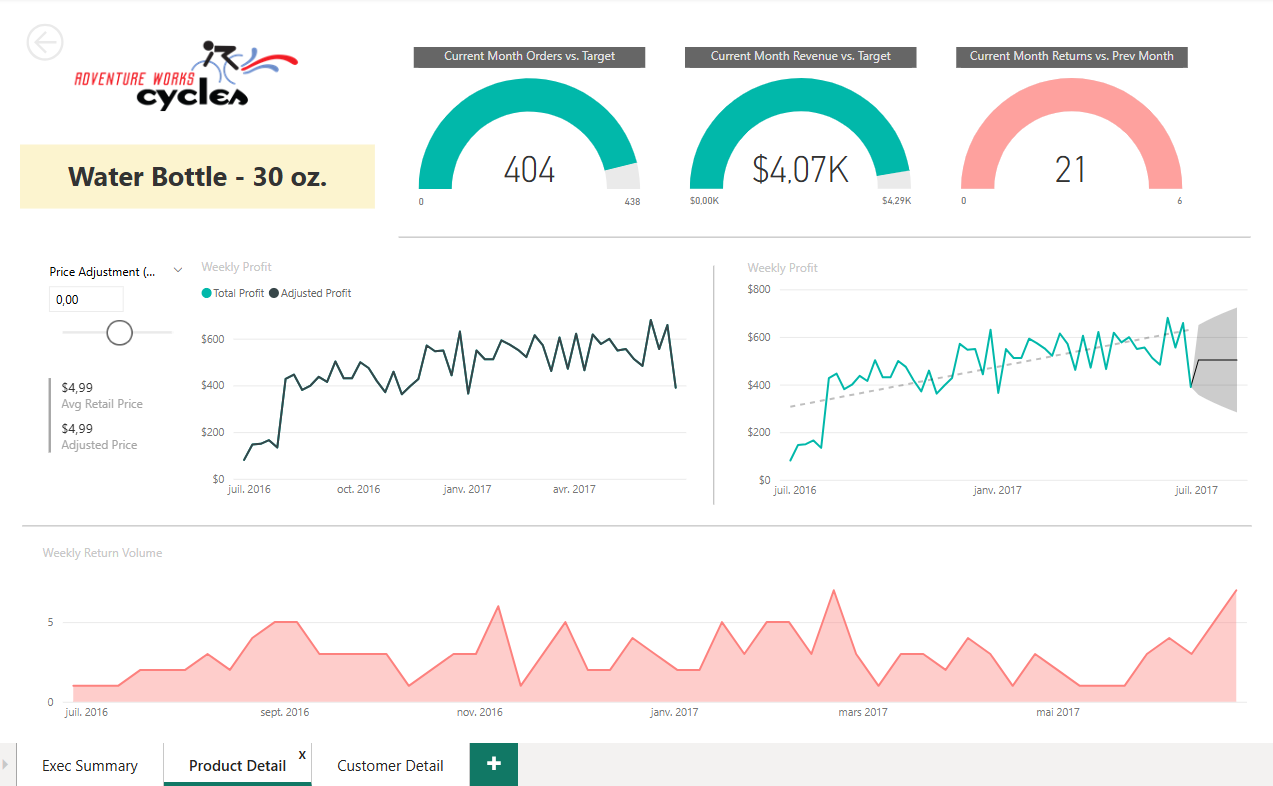 ADVENTURE WORKS
cycles
Water Bottle - 30 oz.
Current Month Orders vs. Target
404
0
438
Current Month Revenue vs. Target
$4,07K
$0,00K
$4,29K
Current Month Returns vs. Prev Month
21
0
6
Price Adjustment (...
0,00
$4,99
Avg Retail Price
$4,99
Adjusted Price
Weekly Profit
Total Profit Adjusted Profit
$600
$400
$200
$0
juil. 2016 oct. 2016 janv. 2017 avr. 2017
Weekly Profit
$800
$600
$400
$200
$0
juil. 2016 janv. 2017 juil. 2017
Weekly Return Volume
5
0
juil. 2016 sept. 2016 nov. 2016 janv. 2017 mars 2017 mai 2017
Exec Summary Product Detail x Customer Detail +